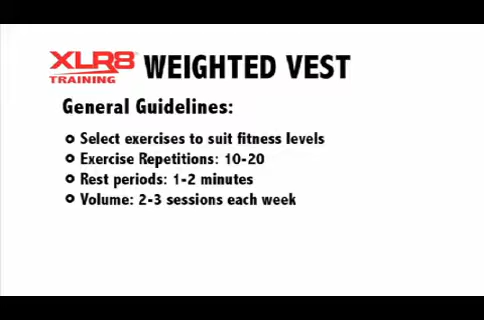 XLR8 TRAINING WEIGHTED VEST
General Guidelines:
Select exercises to suit fitness levels
Exercise Repetitions: 10-20
Rest periods: 1-2 minutes
Volume: 2-3 sessions each week